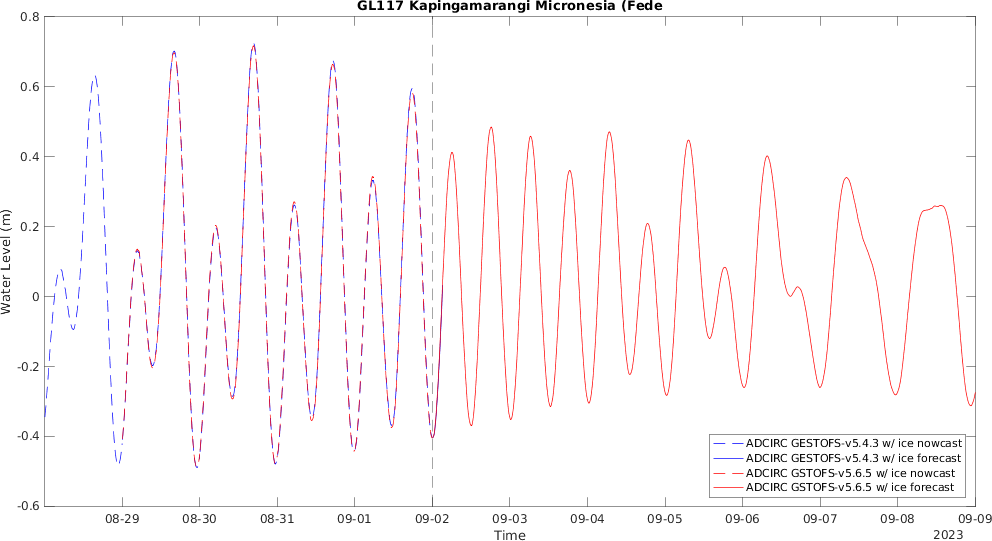 GL117 Kapingamarangi Micronesia (Fede
0.8
0.6
0.4
0.2
0
-0.2
-0.4
-0.6
Water Level (m)
ADCIRC GESTOFS-v5.4.3 w/ ice nowcast
ADCIRC GESTOFS-v5.4.3 w/ ice forecast
ADCIRC GSTOFS-v5.6.5 w/ ice nowcast
ADCIRC GSTOFS-v5.6.5 w/ ice forecast
08-29 08-30 08-31 09-01 09-02 09-03 09-04 09-05 09-06 09-07 09-08 09-09
Time
2023